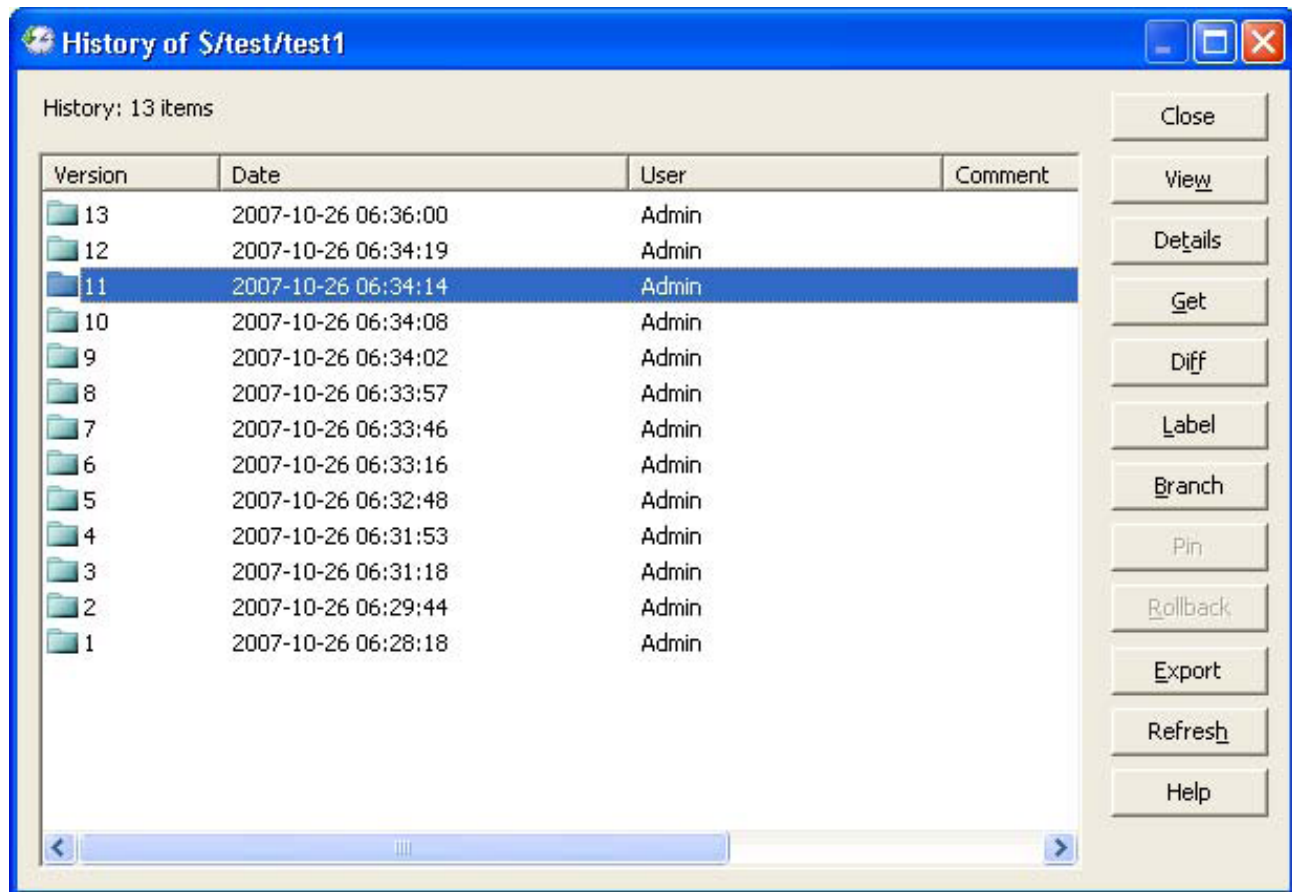 History of $/test/test1
History: 13 items
Close
Version Date User Comment
View
13 2007-10-26 06:36:00 Admin
12 2007-10-26 06:34:19 Admin
Details
11 2007-10-26 06:34:14 Admin
Get
10 2007-10-26 06:34:08 Admin
9 2007-10-26 06:34:02 Admin
Diff
8 2007-10-26 06:33:57 Admin
7 2007-10-26 06:33:46 Admin
Label
6 2007-10-26 06:33:16 Admin
Branch
5 2007-10-26 06:32:48 Admin
4 2007-10-26 06:31:53 Admin
Pin
3 2007-10-26 06:31:18 Admin
2 2007-10-26 06:29:44 Admin
Rollback
1 2007-10-26 06:28:18 Admin
Export
Refresh
Help